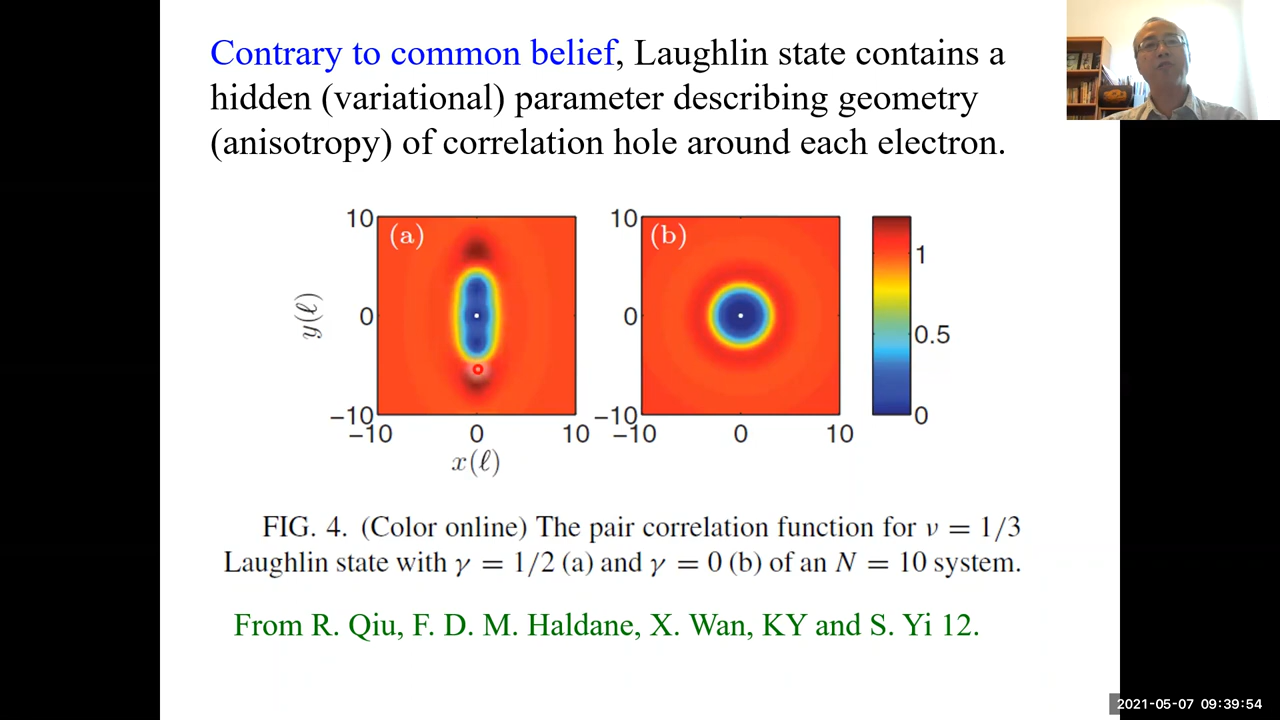 Contrary to common belief, Laughlin state contains a
hidden (variational) parameter describing geometry
(anisotropy) of correlation hole around each electron.
10
(a)
0
−10
−10
0
10
x(ℓ)
y(ℓ)
10
(b)
0
−10
−10
0
10
1
0.5
0
FIG. 4. (Color online) The pair correlation function for ν = 1/3
Laughlin state with γ = 1/2 (a) and γ = 0 (b) of an N = 10 system.
From R. Qiu, F. D. M. Haldane, X. Wan, KY and S. Yi 12.
2021-05-07 09:39:54